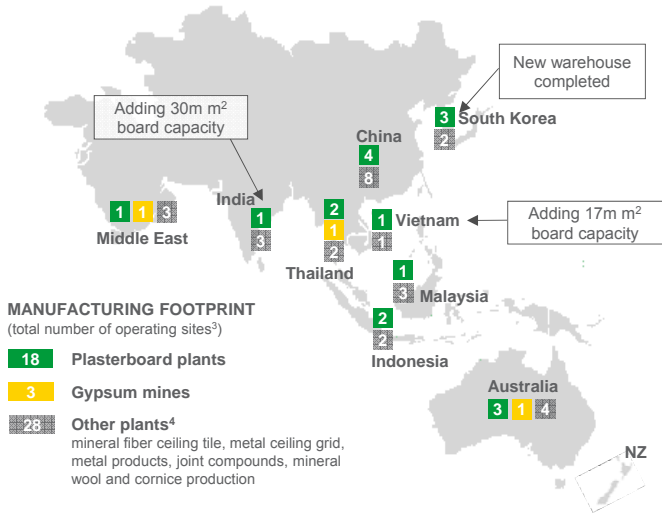 New warehouse
completed
Adding 30m m²
board capacity
3
South Korea
2
China
4
8
India
1
3
2
1
2
Thailand
1
Vietnam
1
Adding 17m m²
board capacity
1 1 3
Middle East
1
3
Malaysia
2
2
Indonesia
MANUFACTURING FOOTPRINT
(total number of operating sites³)
18 Plasterboard plants
3 Gypsum mines
28 Other plants⁴
mineral fiber ceiling tile, metal ceiling grid,
metal products, joint compounds, mineral
wool and cornice production
Australia
3 1 4
NZ